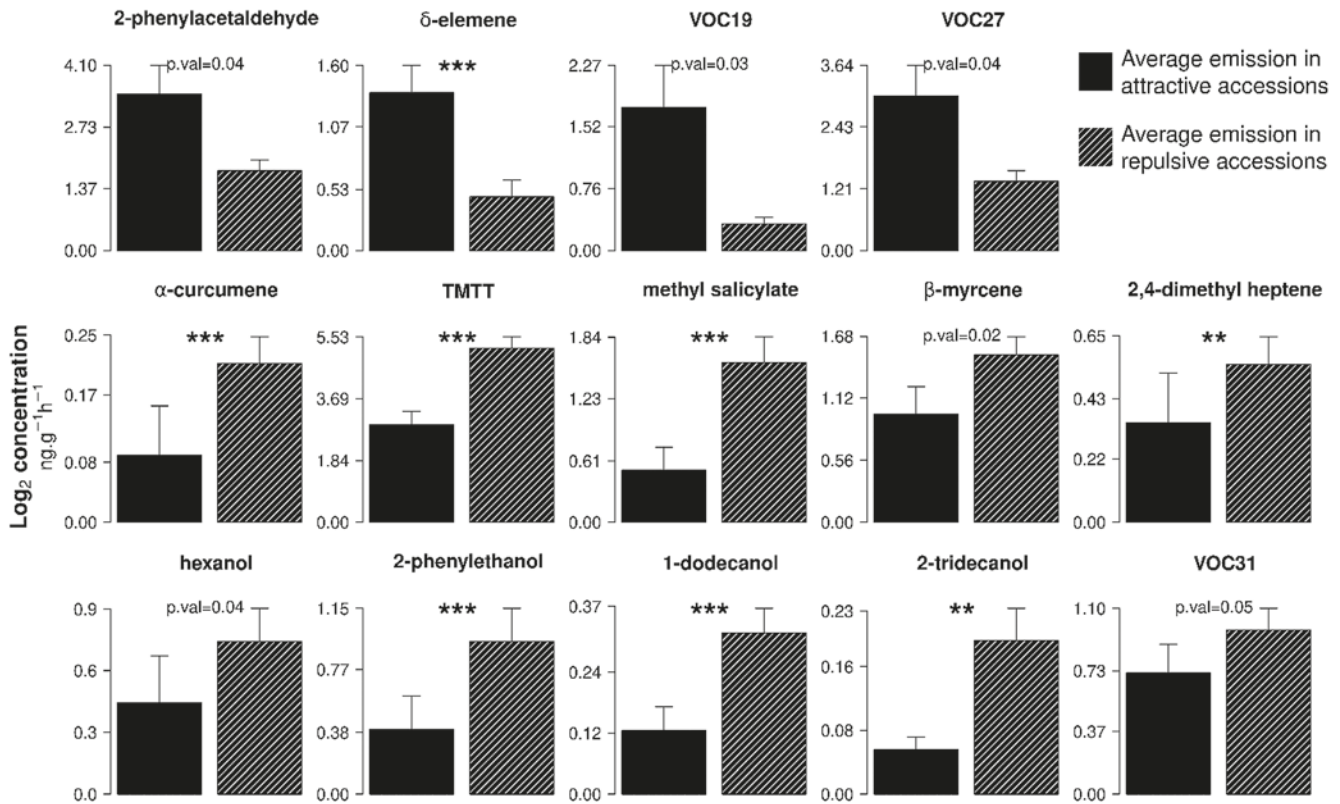 2-phenylacetaldehyde
δ-elemene
VOC19
VOC27
4.10
2.73
1.37
0.00
p.val=0.04
1.60
1.07
0.53
0.00
***
2.27
1.52
0.76
0.00
p.val=0.03
3.64
2.43
1.21
0.00
p.val=0.04
Average emission in
attractive accessions
Average emission in
repulsive accessions
Log2 concentration
ng.g⁻¹h⁻¹
α-curcumene
TMTT
methyl salicylate
β-myrcene
2,4-dimethyl heptene
0.25
0.17
0.08
0.00
***
5.53
3.69
1.84
0.00
***
1.84
1.23
0.61
0.00
***
1.68
1.12
0.56
0.00
p.val=0.02
0.65
0.43
0.22
0.00
**
hexanol
2-phenylethanol
1-dodecanol
2-tridecanol
VOC31
0.9
0.6
0.3
0.0
p.val=0.04
1.15
0.77
0.38
0.00
***
0.37
0.24
0.12
0.00
***
0.23
0.16
0.08
0.00
**
1.10
0.73
0.37
0.00
p.val=0.05